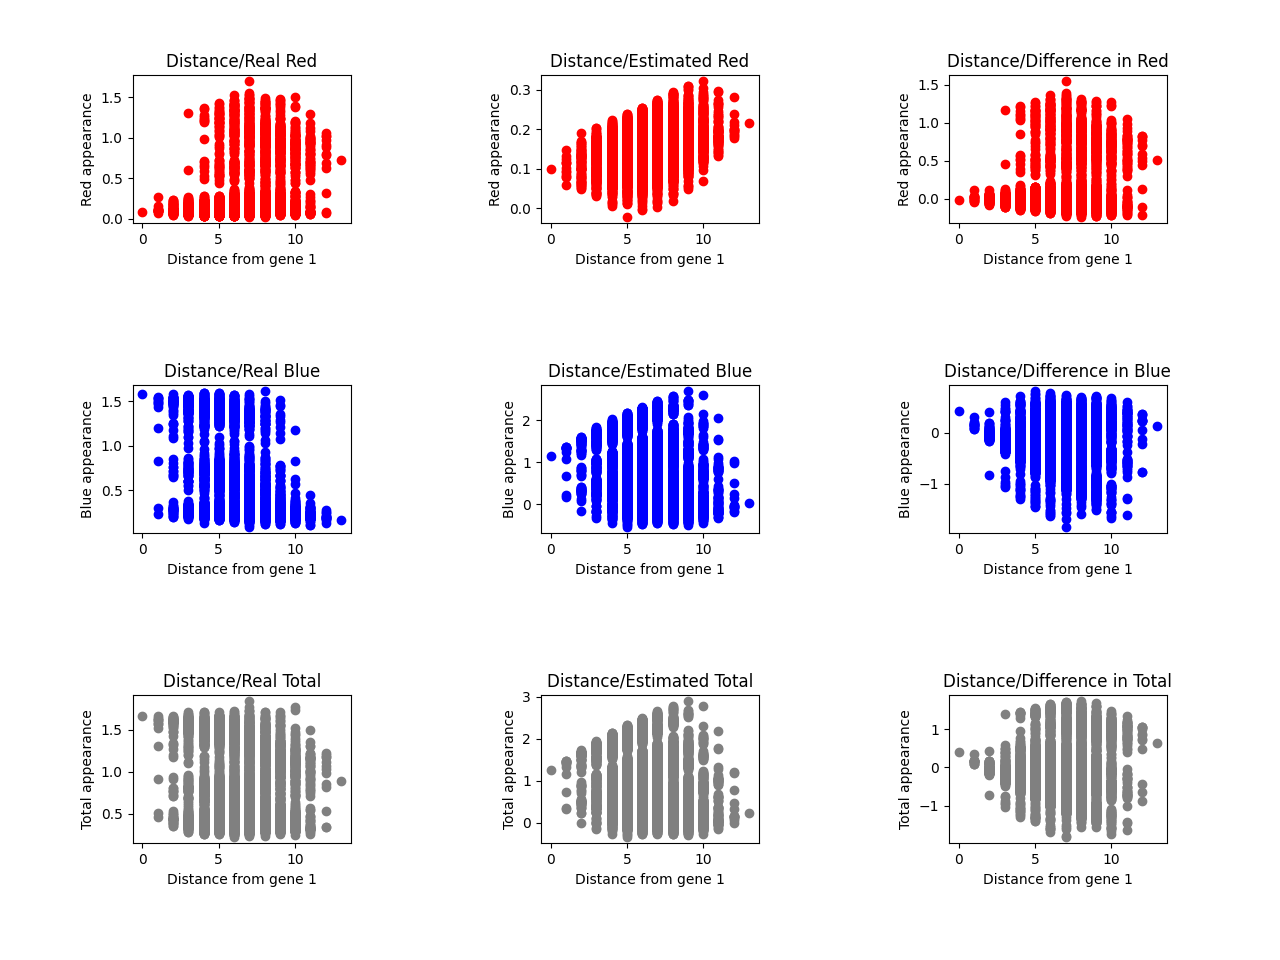 Distance/Real Red
Red appearance
1.5
1.0
0.5
0.0
0 5 10
Distance from gene 1
Distance/Estimated Red
Red appearance
0.3
0.2
0.1
0.0
0 5 10
Distance from gene 1
Distance/Difference in Red
Red appearance
1.5
1.0
0.5
0.0
0 5 10
Distance from gene 1
Distance/Real Blue
Blue appearance
1.5
1.0
0.5
0 5 10
Distance from gene 1
Distance/Estimated Blue
Blue appearance
2
1
0
0 5 10
Distance from gene 1
Distance/Difference in Blue
Blue appearance
0
−1
0 5 10
Distance from gene 1
Distance/Real Total
Total appearance
1.5
1.0
0.5
0 5 10
Distance from gene 1
Distance/Estimated Total
Total appearance
3
2
1
0
0 5 10
Distance from gene 1
Distance/Difference in Total
Total appearance
1
0
−1
0 5 10
Distance from gene 1